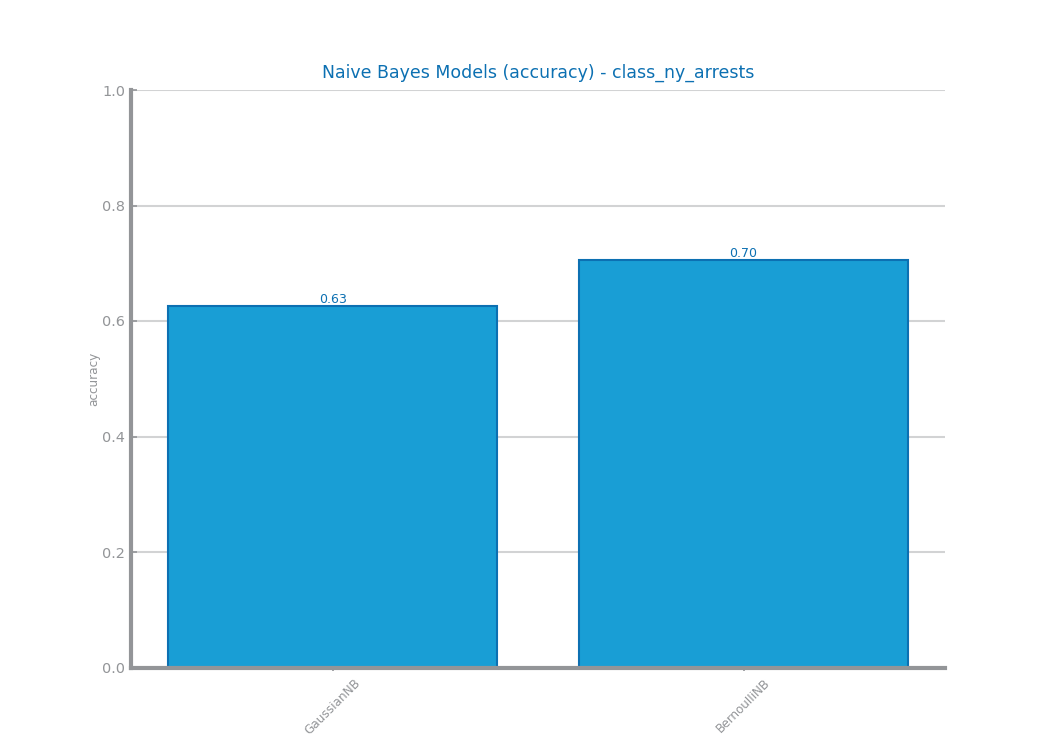 Naive Bayes Models (accuracy) - class_ny_arrests
1.0
0.8
0.6
0.4
0.2
0.0
accuracy
0.63
0.70
GaussianNB
BernoulliNB